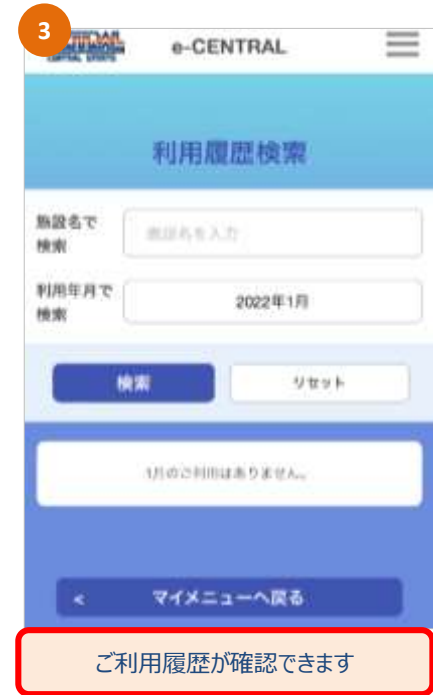 3
CENTRAL SPORTS
e-CENTRAL
利用履歴検索
施設名で
検索
施設名を入力
利用年月で
検索
2022年1月
検索
リセット
1月のご利用はありません。
< マイメニューへ戻る
ご利用履歴が確認できます